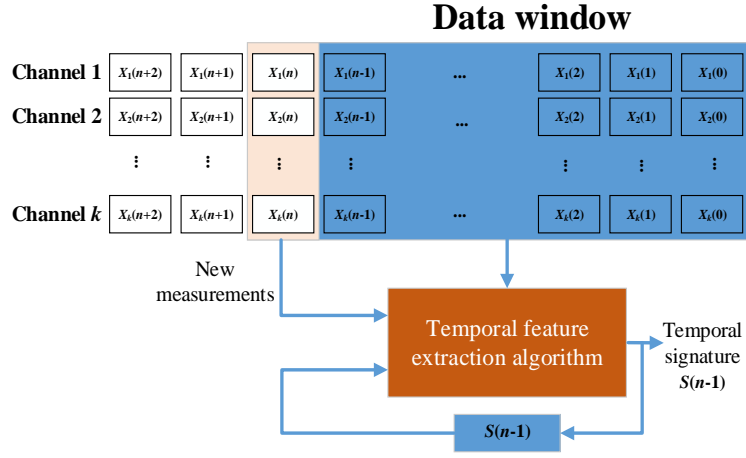 Data window
Channel 1 X₁(n+2) X₁(n+1) X₁(n) X₁(n-1) ... X₁(2) X₁(1) X₁(0)
Channel 2 X₂(n+2) X₂(n+1) X₂(n) X₂(n-1) ... X₂(2) X₂(1) X₂(0)
⋮ ⋮ ⋮ ⋮ ⋮ ⋮ ⋮
Channel k Xₖ(n+2) Xₖ(n+1) Xₖ(n) Xₖ(n-1) ... Xₖ(2) Xₖ(1) Xₖ(0)
New
measurements
Temporal feature
extraction algorithm
Temporal
signature
S(n-1)
S(n-1)